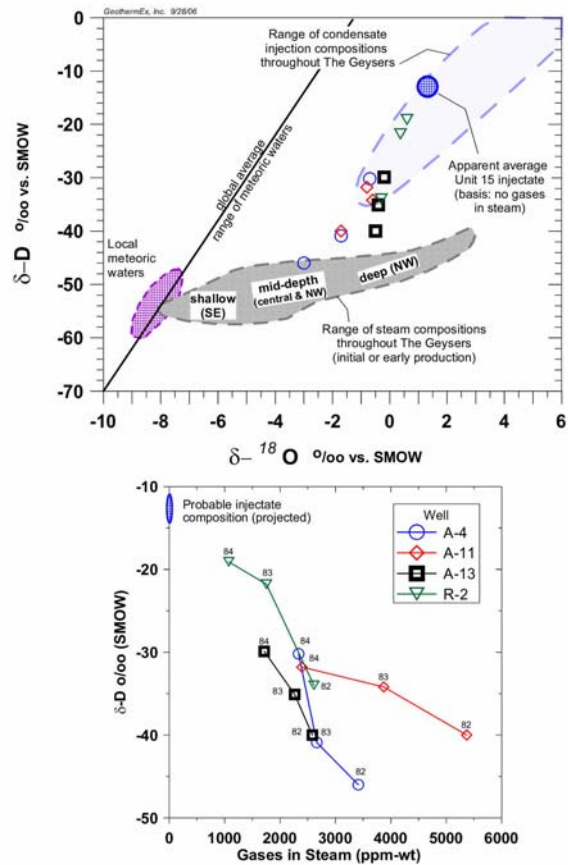 GeothermEx, Inc. 9/28/06
0
-10
-20
-30
-40
-50
-60
-70
δ–D o/oo vs. SMOW
Range of condensate
injection compositions
throughout The Geysers
global average
range of meteoric waters
Apparent average
Unit 15 injectate
(basis: no gases
in steam)
Local
meteoric
waters
shallow
(SE)
mid-depth
(central & NW)
deep (NW)
Range of steam compositions
throughout The Geysers
(initial or early production)
-10 -8 -6 -4 -2 0 2 4 6
δ– 18 O o/oo vs. SMOW
-10
-20
-30
-40
-50
δ-D o/oo (SMOW)
Probable injectate
composition (projected)
Well
A-4
A-11
A-13
R-2
84
83
84
84
84
83
83
82
82
83
82
82
0 1000 2000 3000 4000 5000 6000
Gases in Steam (ppm-wt)